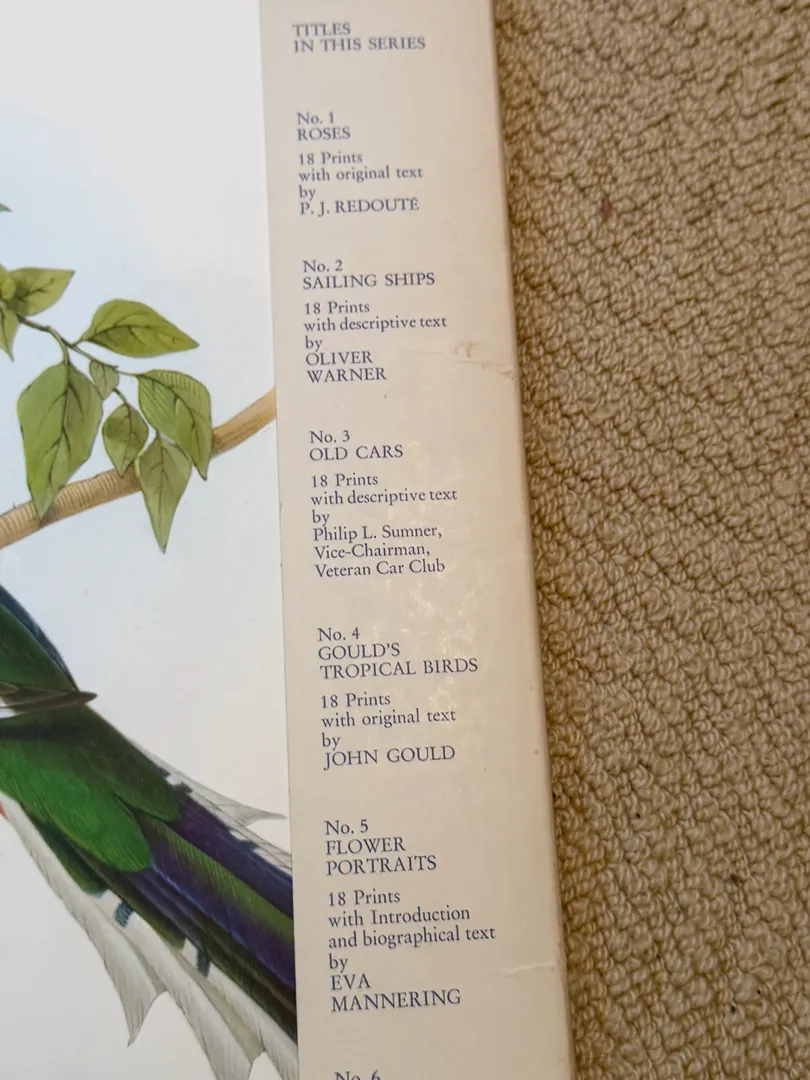 TITLES
IN THIS SERIES
No. 1
ROSES
18 Prints
with original text
by
P. J. REDOUTÉ
No. 2
SAILING SHIPS
18 Prints
with descriptive text
by
OLIVER
WARNER
No. 3
OLD CARS
18 Prints
with descriptive text
by
Philip L. Sumner,
Vice-Chairman,
Veteran Car Club
No. 4
GOULD'S
TROPICAL BIRDS
18 Prints
with original text
by
JOHN GOULD
No. 5
FLOWER
PORTRAITS
18 Prints
with Introduction
and biographical text
by
EVA
MANNERING
No. 6